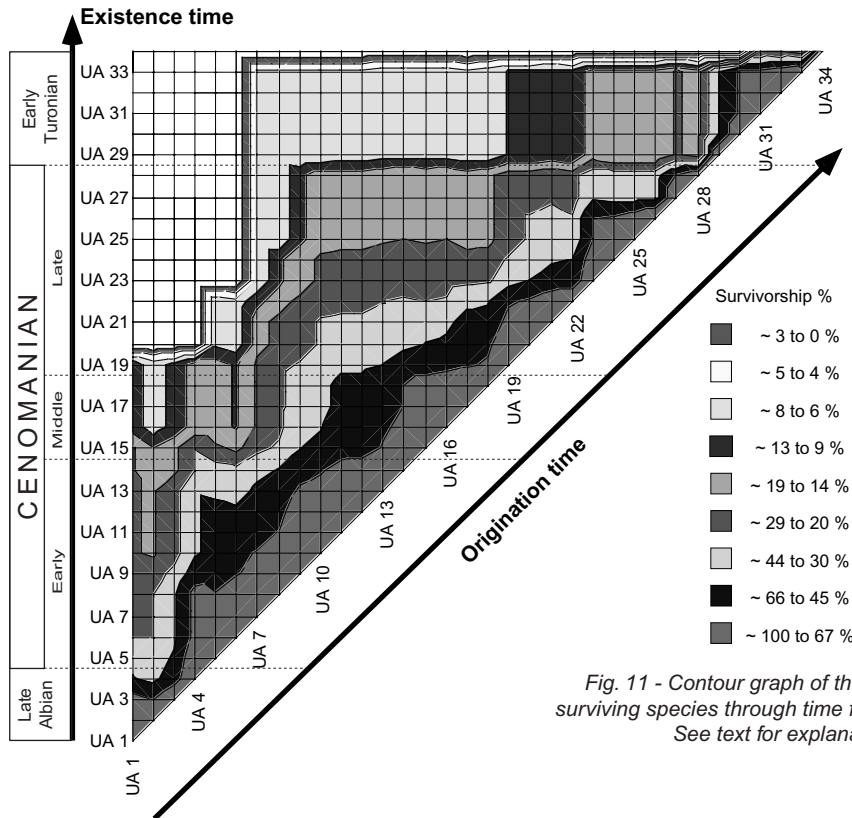 Existence time
Early
Turonian
CENOMANIAN
Late
Middle
Early
Late
Albian
UA 33
UA 31
UA 29
UA 27
UA 25
UA 23
UA 21
UA 19
UA 17
UA 15
UA 13
UA 11
UA 9
UA 7
UA 5
UA 3
UA 1
UA 1
UA 4
UA 7
UA 10
UA 13
UA 16
UA 19
UA 22
UA 25
UA 28
UA 31
UA 34
Origination time
Survivorship %
~ 3 to 0 %
~ 5 to 4 %
~ 8 to 6 %
~ 13 to 9 %
~ 19 to 14 %
~ 29 to 20 %
~ 44 to 30 %
~ 66 to 45 %
~ 100 to 67 %
Fig. 11 - Contour graph of th
surviving species through time f
See text for explana